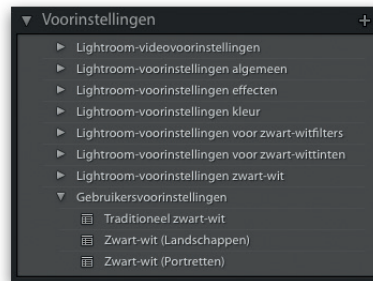 Voorinstellingen
Lightroom-videovoorinstellingen
Lightroom-voorinstellingen algemeen
Lightroom-voorinstellingen effecten
Lightroom-voorinstellingen kleur
Lightroom-voorinstellingen voor zwart-witfilters
Lightroom-voorinstellingen voor zwart-wittinten
Lightroom-voorinstellingen zwart-wit
Gebruikersvoorinstellingen
Traditioneel zwart-wit
Zwart-wit (Landschappen)
Zwart-wit (Portretten)